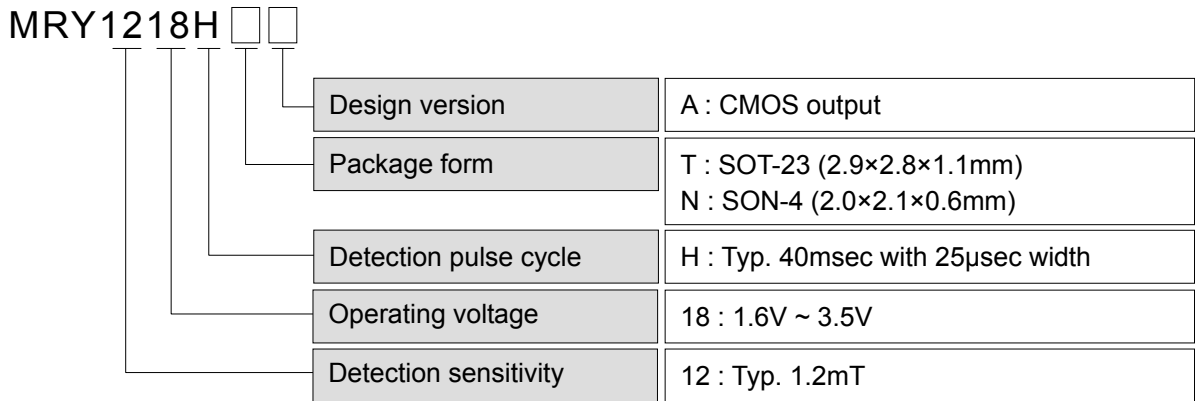 MRY1218H □ □
Design version A : CMOS output
Package form T : SOT-23 (2.9×2.8×1.1mm)
N : SON-4 (2.0×2.1×0.6mm)
Detection pulse cycle H : Typ. 40msec with 25μsec width
Operating voltage 18 : 1.6V ~ 3.5V
Detection sensitivity 12 : Typ. 1.2mT